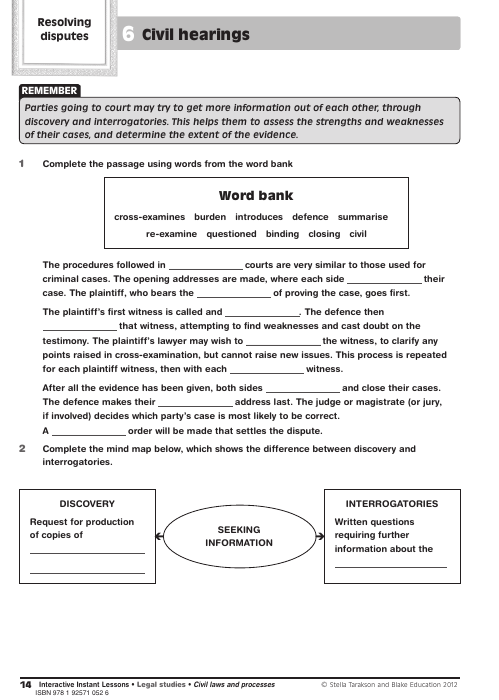 Resolving
disputes
6 Civil hearings
REMEMBER
Parties going to court may try to get more information out of each other, through
discovery and interrogatories. This helps them to assess the strengths and weaknesses
of their cases, and determine the extent of the evidence.
1 Complete the passage using words from the word bank
Word bank
cross-examines burden introduces defence summarise
re-examine questioned binding closing civil
The procedures followed in ______________ courts are very similar to those used for
criminal cases. The opening addresses are made, where each side ______________ their
case. The plaintiff, who bears the ______________ of proving the case, goes first.
The plaintiff's first witness is called and ______________. The defence then
______________ that witness, attempting to find weaknesses and cast doubt on the
testimony. The plaintiff's lawyer may wish to ______________ the witness, to clarify any
points raised in cross-examination, but cannot raise new issues. This process is repeated
for each plaintiff witness, then with each ______________ witness.
After all the evidence has been given, both sides ______________ and close their cases.
The defence makes their ______________ address last. The judge or magistrate (or jury,
if involved) decides which party's case is most likely to be correct.
A ______________ order will be made that settles the dispute.
2 Complete the mind map below, which shows the difference between discovery and
interrogatories.
DISCOVERY
Request for production
of copies of
______________
______________
SEEKING
INFORMATION
INTERROGATORIES
Written questions
requiring further
information about the
______________
14 Interactive Instant Lessons • Legal studies • Civil laws and processes
ISBN 978 1 92571 052 6
© Stella Tarakson and Blake Education 2012